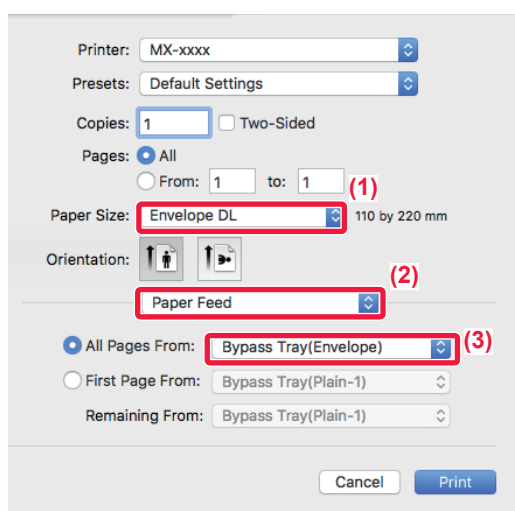 Printer: MX-xxxx
Presets: Default Settings
Copies: 1 Two-Sided
Pages: All
From: 1 to: 1
(1)
Paper Size: Envelope DL 110 by 220 mm
Orientation:
(2)
Paper Feed
All Pages From: Bypass Tray(Envelope) (3)
First Page From: Bypass Tray(Plain-1)
Remaining From: Bypass Tray(Plain-1)
Cancel Print